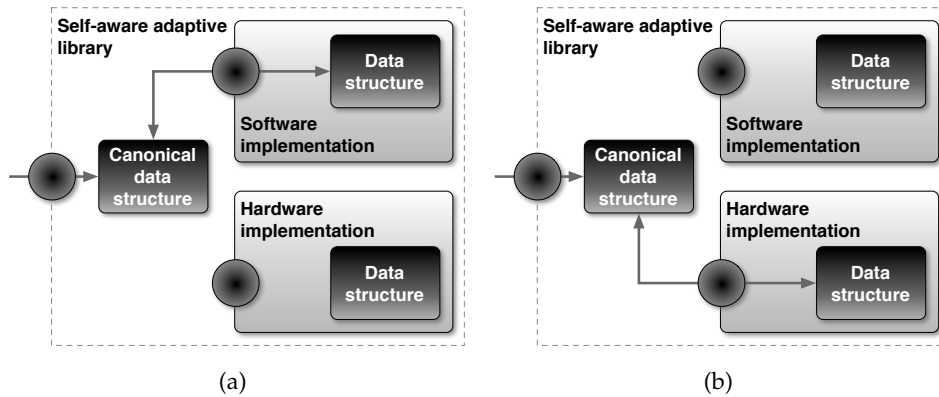 Self-aware adaptive
library
Data
structure
Software
implementation
Canonical
data
structure
Hardware
implementation
Data
structure
(a)
Self-aware adaptive
library
Data
structure
Software
implementation
Canonical
data
structure
Hardware
implementation
Data
structure
(b)